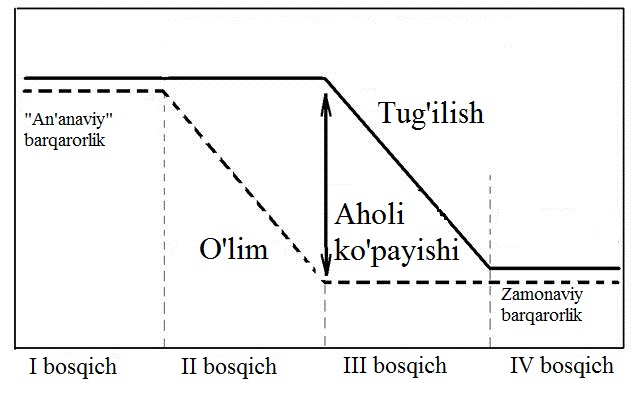 "An'anaviy"
barqarorlik
Tug'ilish
O'lim
Aholi
ko'payishi
Zamonaviy
barqarorlik
I bosqich
II bosqich
III bosqich
IV bosqich